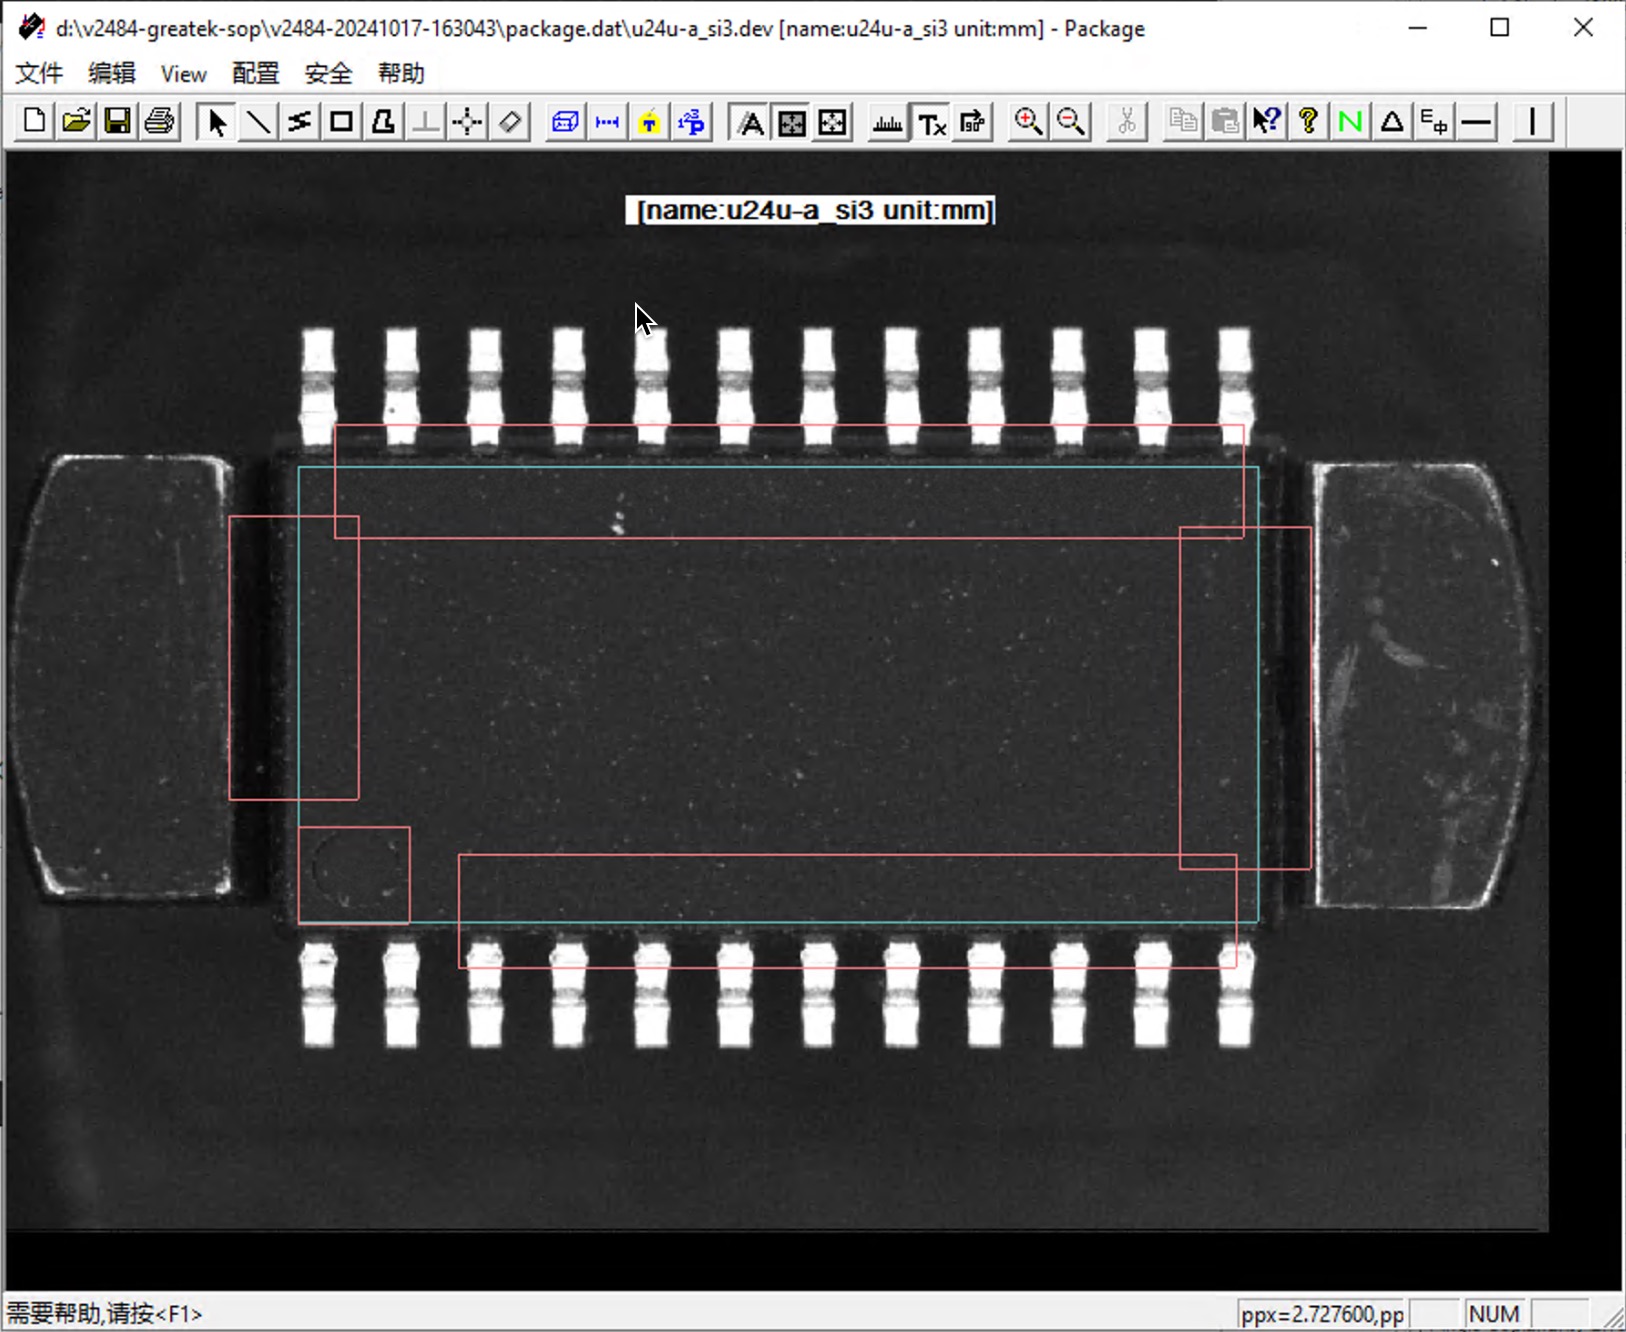 d:\v2484-greatek-sop\v2484-20241017-163043\package.dat\u24u-a_si3.dev [name:u24u-a_si3 unit:mm] - Package
文件 编辑 View 配置 安全 帮助
[name:u24u-a_si3 unit:mm]
需要帮助,请按<F1>
ppx=2.727600,pp
NUM